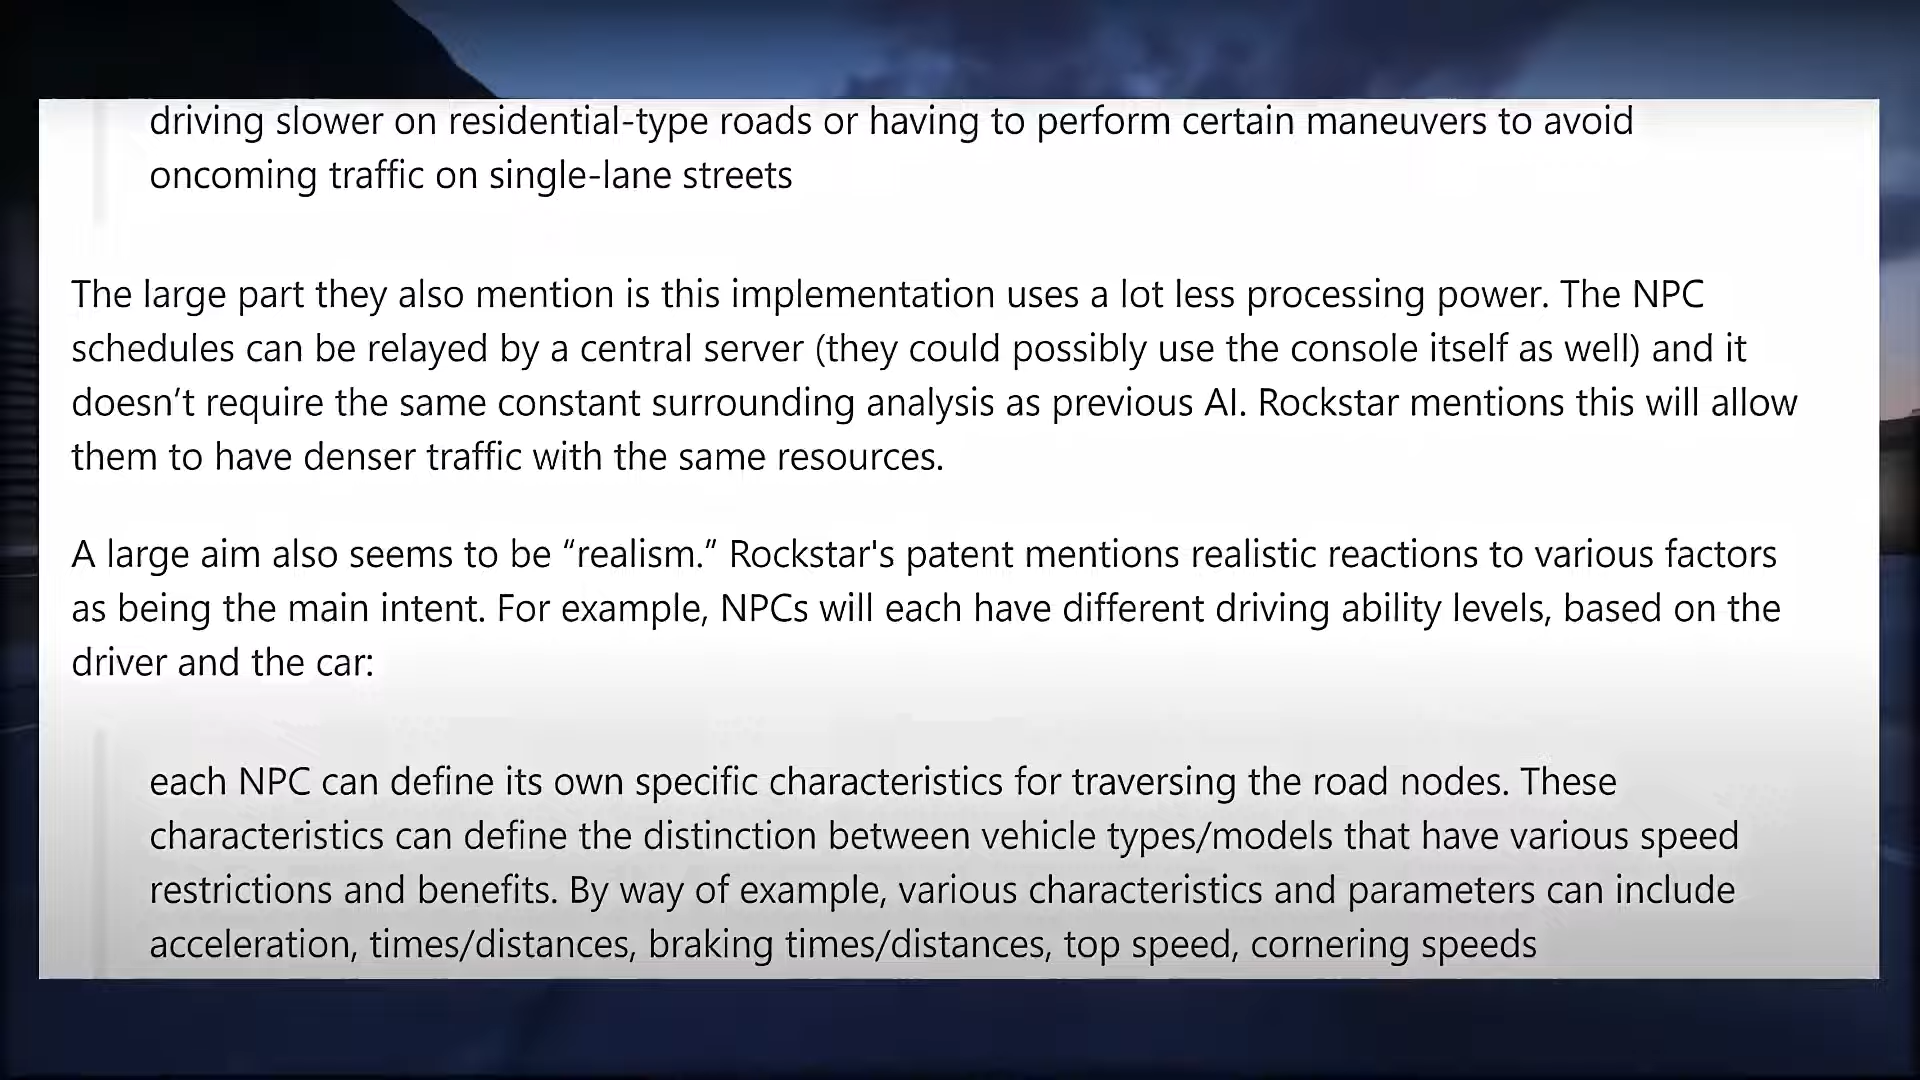 driving slower on residential-type roads or having to perform certain maneuvers to avoid
oncoming traffic on single-lane streets
The large part they also mention is this implementation uses a lot less processing power. The NPC
schedules can be relayed by a central server (they could possibly use the console itself as well) and it
doesn’t require the same constant surrounding analysis as previous AI. Rockstar mentions this will allow
them to have denser traffic with the same resources.
A large aim also seems to be “realism.” Rockstar's patent mentions realistic reactions to various factors
as being the main intent. For example, NPCs will each have different driving ability levels, based on the
driver and the car:
each NPC can define its own specific characteristics for traversing the road nodes. These
characteristics can define the distinction between vehicle types/models that have various speed
restrictions and benefits. By way of example, various characteristics and parameters can include
acceleration, times/distances, braking times/distances, top speed, cornering speeds